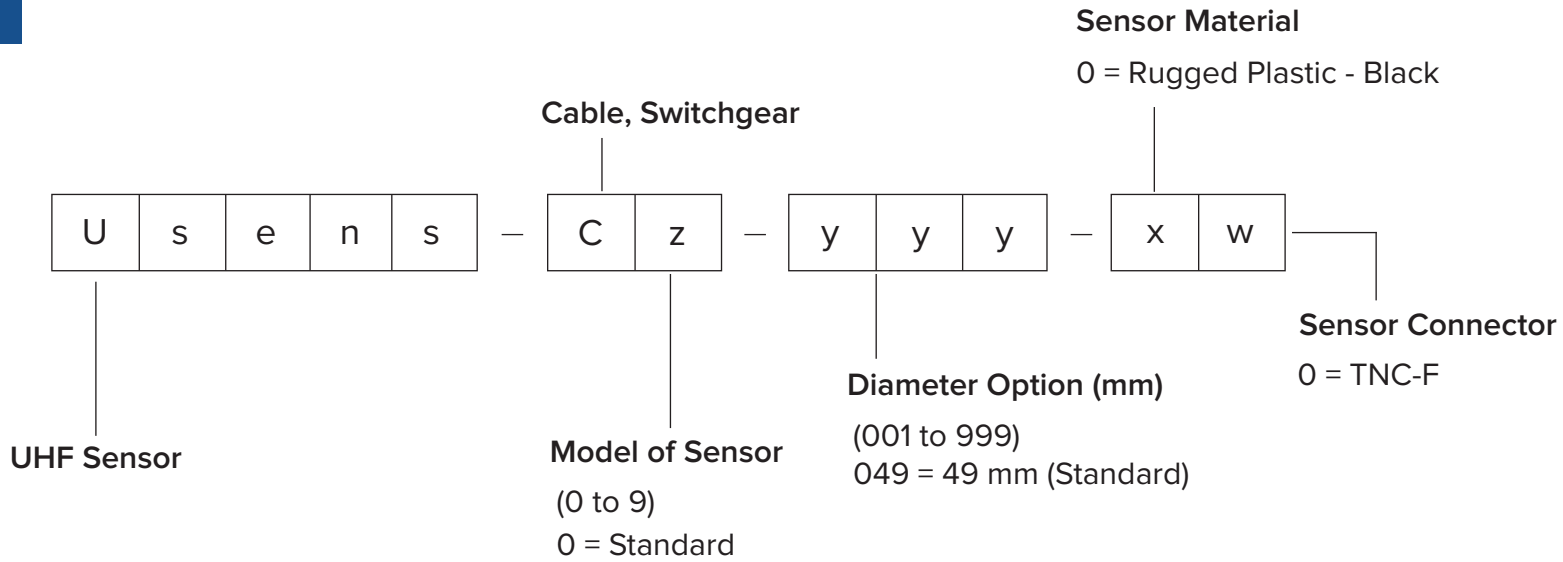 Sensor Material
0 = Rugged Plastic - Black
Cable, Switchgear
U s e n s – C z – y y y – x w
Sensor Connector
0 = TNC-F
Diameter Option (mm)
(001 to 999)
049 = 49 mm (Standard)
Model of Sensor
(0 to 9)
0 = Standard
UHF Sensor